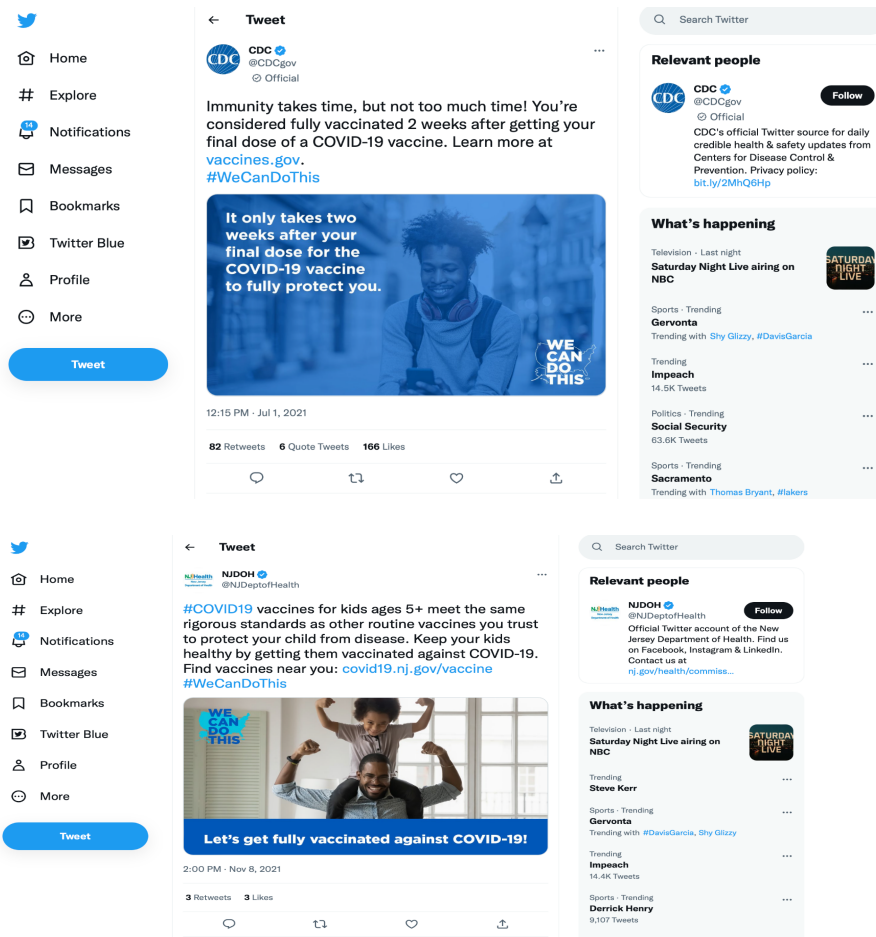 Tweet
Search Twitter
Home
Explore
14
Notifications
Messages
Bookmarks
Twitter Blue
Profile
More
Tweet
CDC
CDC
@CDCgov
Official
Immunity takes time, but not too much time! You're
considered fully vaccinated 2 weeks after getting your
final dose of a COVID-19 vaccine. Learn more at
vaccines.gov.
#WeCanDoThis
It only takes two
weeks after your
final dose for the
COVID-19 vaccine
to fully protect you.
WE
CAN
DO
THIS
12:15 PM · Jul 1, 2021
82 Retweets 6 Quote Tweets 166 Likes
Relevant people
CDC
CDC
@CDCgov
Follow
Official
CDC's official Twitter source for daily
credible health & safety updates from
Centers for Disease Control &
Prevention. Privacy policy:
bit.ly/2MhQ6Hp
What's happening
Television · Last night
Saturday Night Live airing on
NBC
SATURDAY
NIGHT
LIVE
Sports · Trending
Gervonta
Trending with Shy Glizzy, #DavisGarcia
Trending
Impeach
14.5K Tweets
Politics · Trending
Social Security
63.6K Tweets
Sports · Trending
Sacramento
Trending with Thomas Bryant, #lakers
Tweet
Search Twitter
Home
Explore
14
Notifications
Messages
Bookmarks
Twitter Blue
Profile
More
Tweet
NJHealth
NJDOH
@NJDeptofHealth
#COVID19 vaccines for kids ages 5+ meet the same
rigorous standards as other routine vaccines you trust
to protect your child from disease. Keep your kids
healthy by getting them vaccinated against COVID-19.
Find vaccines near you: covid19.nj.gov/vaccine
#WeCanDoThis
WE
CAN
DO
THIS
Let's get fully vaccinated against COVID-19!
2:00 PM · Nov 8, 2021
3 Retweets 3 Likes
Relevant people
NJHealth
NJDOH
@NJDeptofHealth
Follow
Official Twitter account of the New
Jersey Department of Health. Find us
on Facebook, Instagram & LinkedIn.
Contact us at
nj.gov/health/commiss...
What's happening
Television · Last night
Saturday Night Live airing on
NBC
SATURDAY
NIGHT
LIVE
Trending
Steve Kerr
Sports · Trending
Gervonta
Trending with #DavisGarcia, Shy Glizzy
Trending
Impeach
14.4K Tweets
Sports · Trending
Derrick Henry
9,107 Tweets